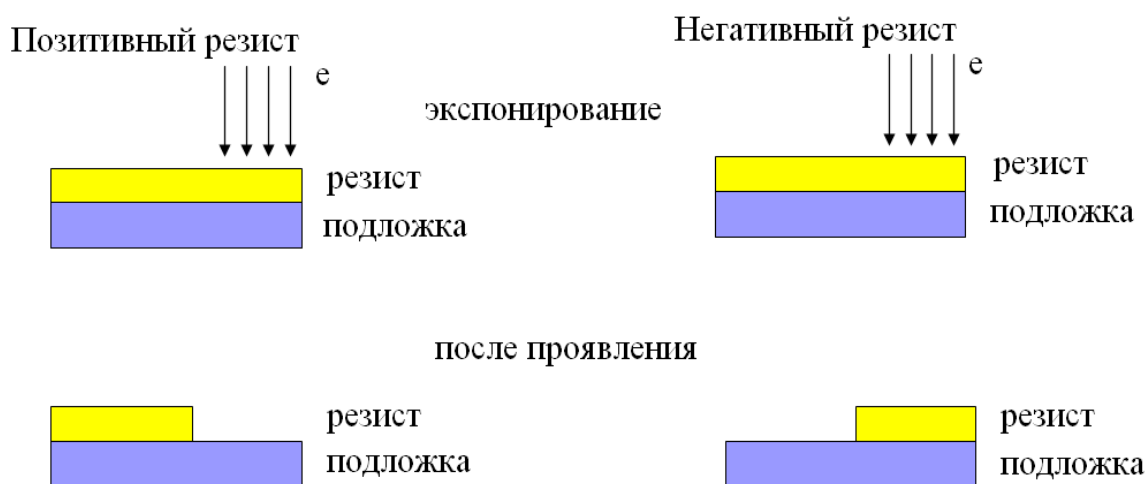 Позитивный резист
e
Негативный резист
e
экспонирование
резист
подложка
резист
подложка
после проявления
резист
подложка
резист
подложка